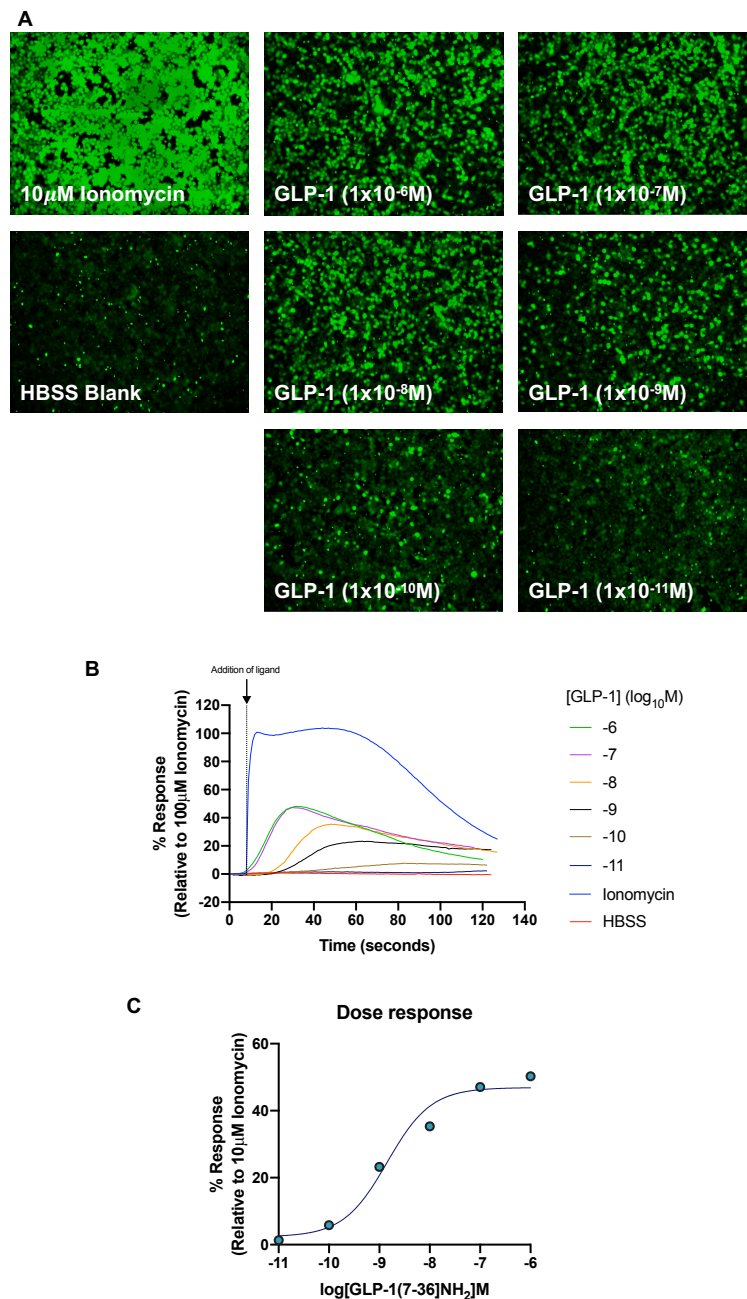 A
10μM Ionomycin
GLP-1 (1x10⁻⁶M)
GLP-1 (1x10⁻⁷M)
HBSS Blank
GLP-1 (1x10⁻⁸M)
GLP-1 (1x10⁻⁹M)
GLP-1 (1x10⁻¹⁰M)
GLP-1 (1x10⁻¹¹M)
B
Addition of ligand
% Response
(Relative to 100μM Ionomycin)
120
100
80
60
40
20
0
-20
0 20 40 60 80 100 120 140
Time (seconds)
[GLP-1] (log₁₀M)
-6
-7
-8
-9
-10
-11
Ionomycin
HBSS
C
Dose response
% Response
(Relative to 10μM Ionomycin)
60
40
20
0
-11 -10 -9 -8 -7 -6
log[GLP-1(7-36]NH₂]M